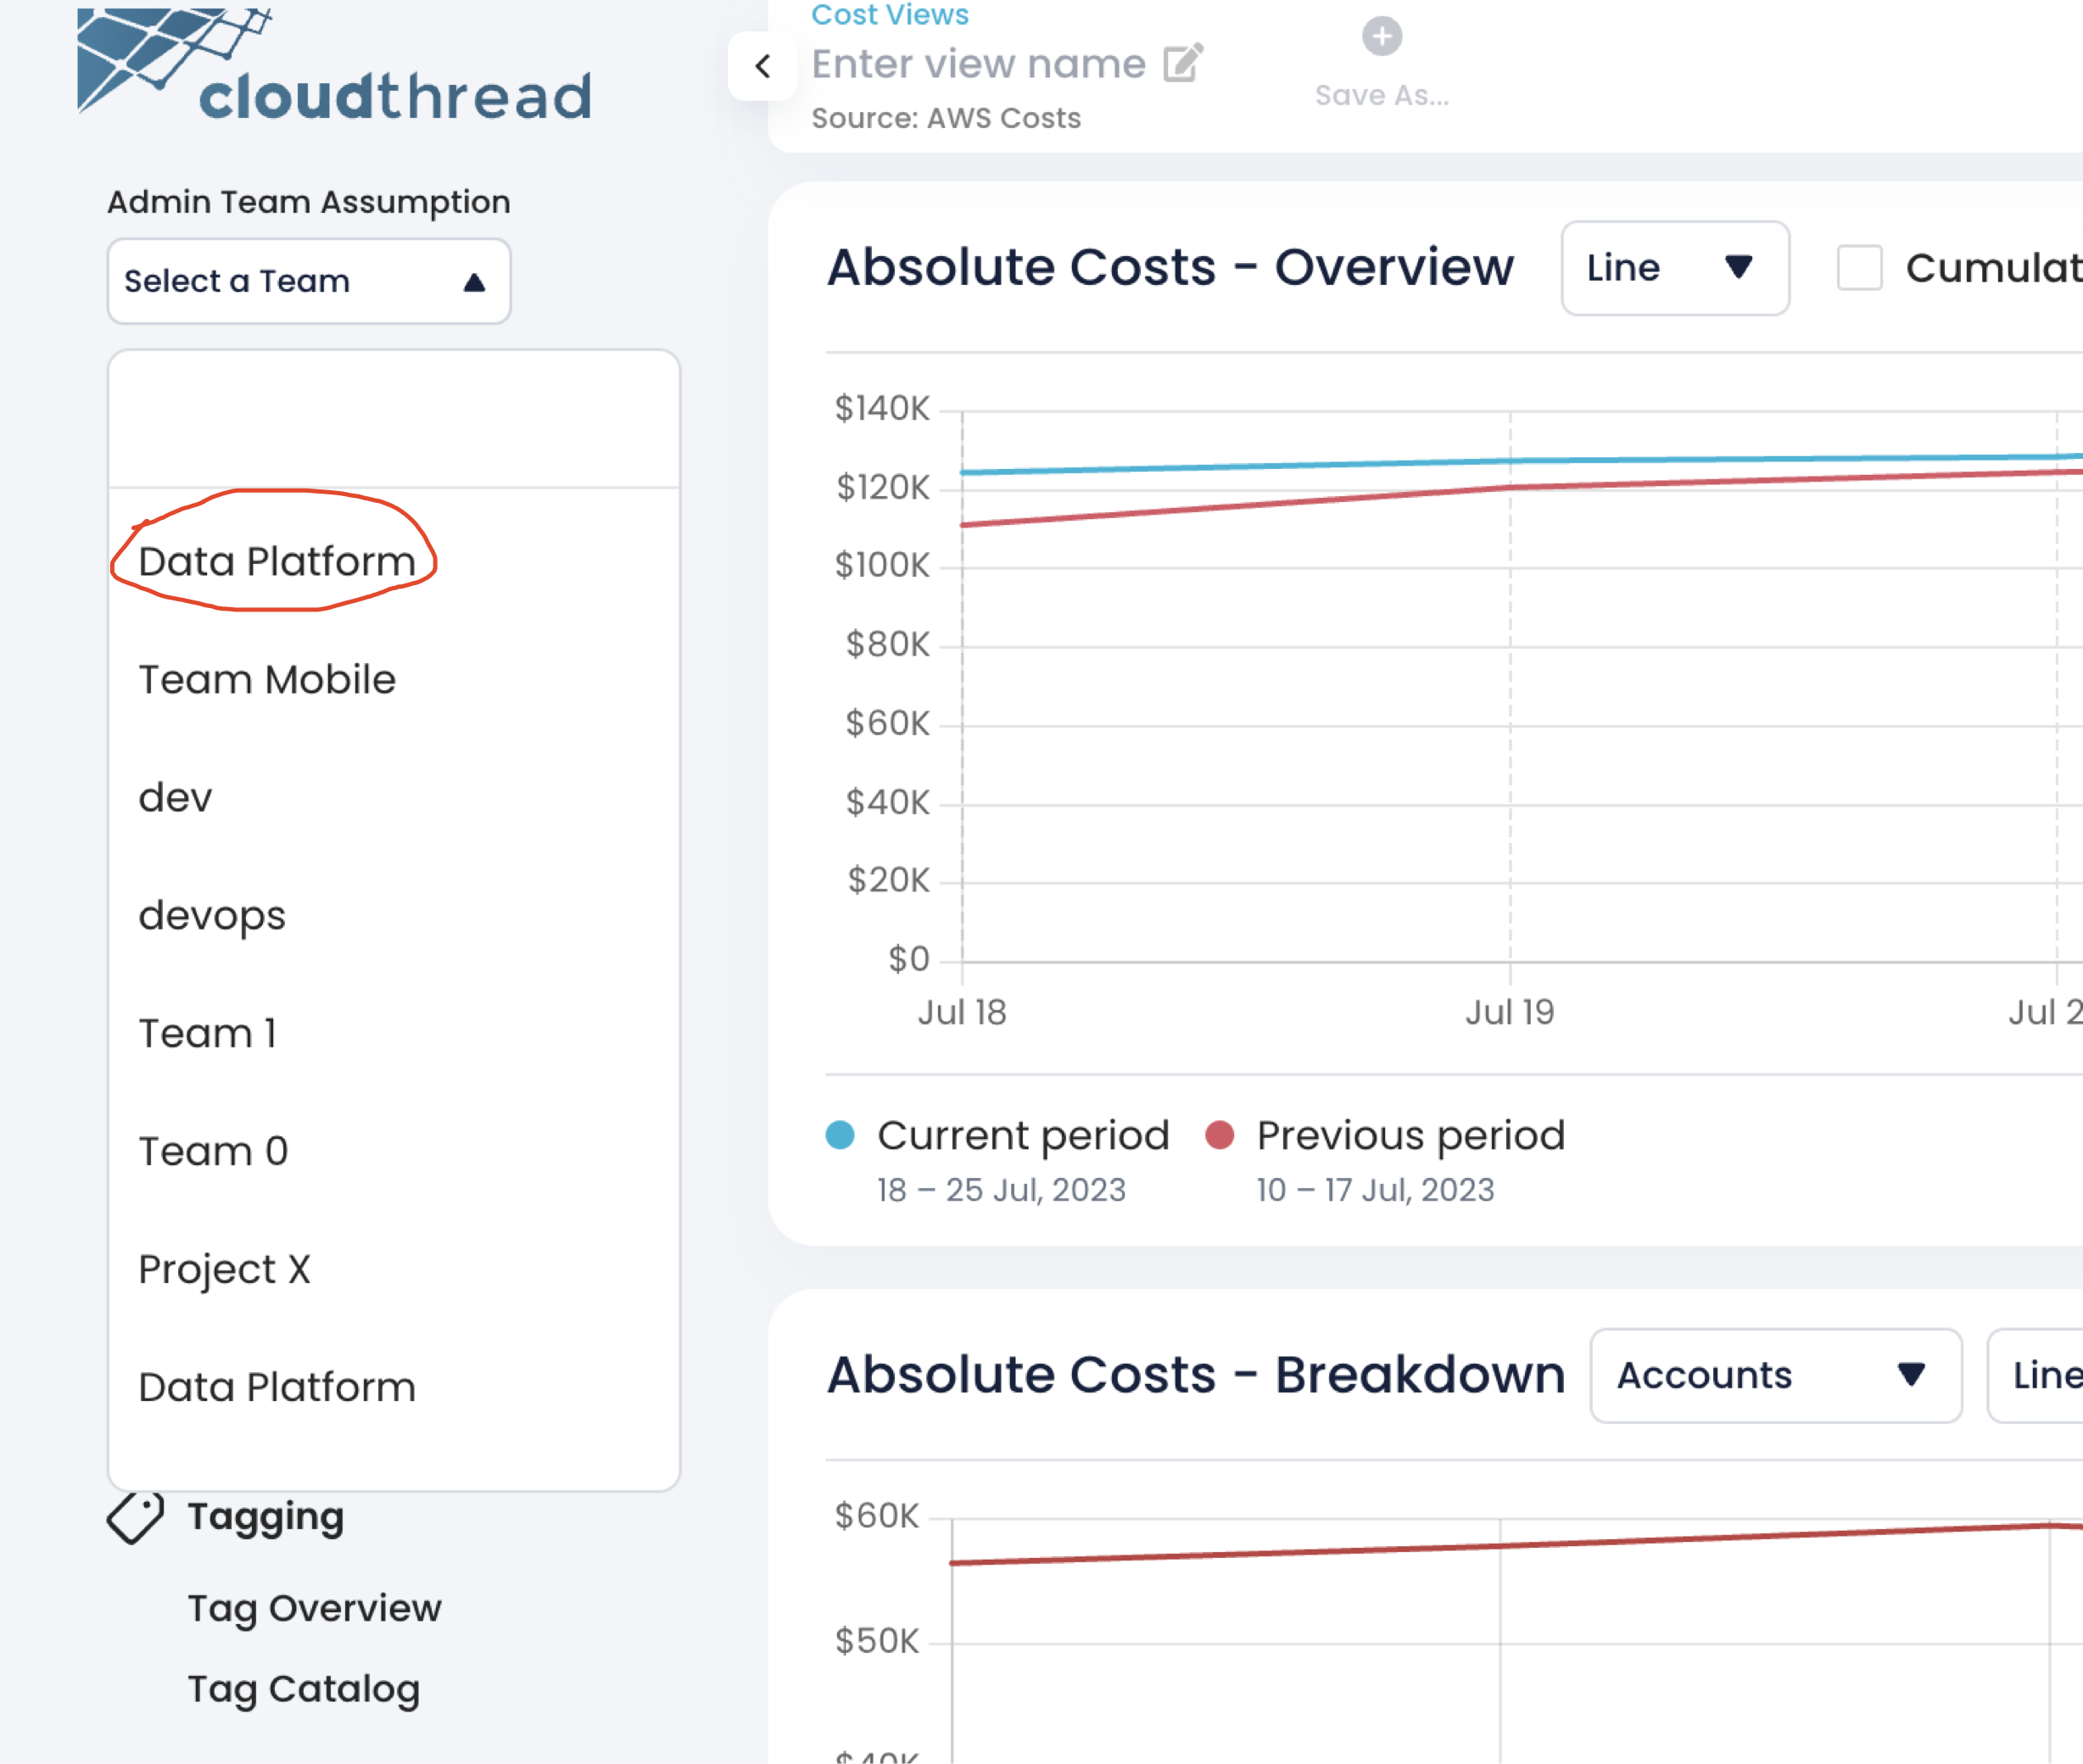 cloudthread
Admin Team Assumption
Select a Team
Data Platform
Team Mobile
dev
devops
Team 1
Team 0
Project X
Data Platform
Tagging
Tag Overview
Tag Catalog
Cost Views
Enter view name
Source: AWS Costs
Save As...
Absolute Costs - Overview
Line
Cumulat
$140K
$120K
$100K
$80K
$60K
$40K
$20K
$0
Jul 18
Jul 19
Jul 2
Current period
18 – 25 Jul, 2023
Previous period
10 – 17 Jul, 2023
Absolute Costs - Breakdown
Accounts
Line
$60K
$50K
$40K